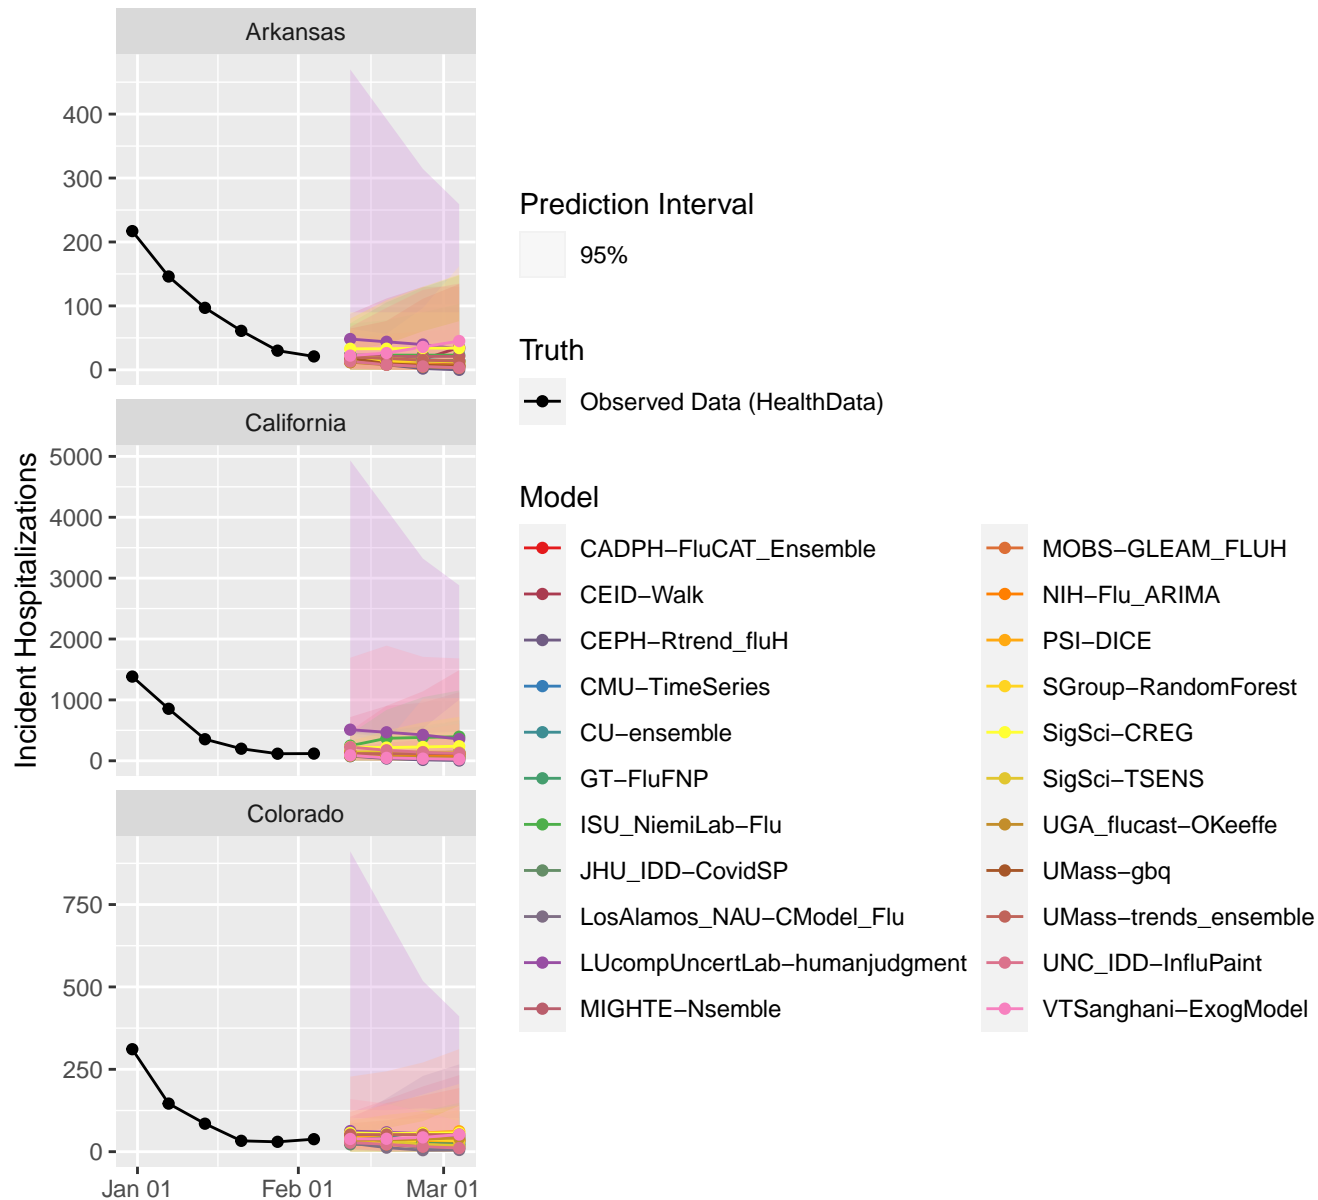 Arkansas
400
300
200
100
0
California
5000
4000
3000
2000
1000
0
Colorado
750
500
250
0
Jan 01
Feb 01
Mar 01
Incident Hospitalizations
Prediction Interval
95%
Truth
Observed Data (HealthData)
Model
CADPH−FluCAT_Ensemble
CEID−Walk
CEPH−Rtrend_fluH
CMU−TimeSeries
CU−ensemble
GT−FluFNP
ISU_NiemiLab−Flu
JHU_IDD−CovidSP
LosAlamos_NAU−CModel_Flu
LUcompUncertLab−humanjudgment
MIGHTE−Nsemble
MOBS−GLEAM_FLUH
NIH−Flu_ARIMA
PSI−DICE
SGroup−RandomForest
SigSci−CREG
SigSci−TSENS
UGA_flucast−OKeeffe
UMass−gbq
UMass−trends_ensemble
UNC_IDD−InfluPaint
VTSanghani−ExogModel